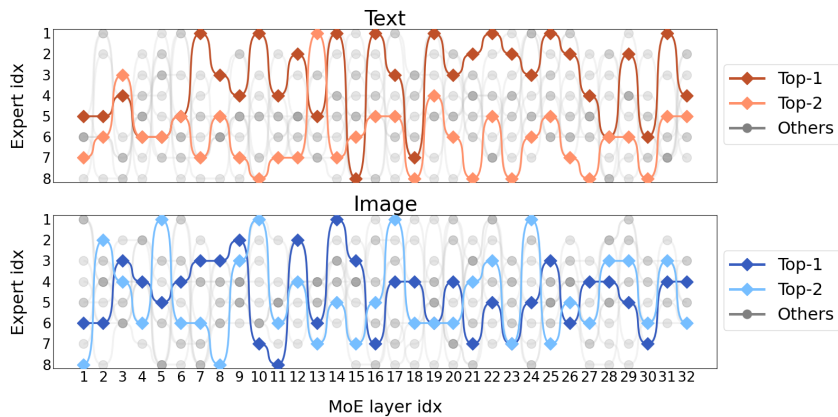 Text
Expert idx
1
2
3
4
5
6
7
8
Top-1
Top-2
Others
Image
Expert idx
1
2
3
4
5
6
7
8
Top-1
Top-2
Others
1 2 3 4 5 6 7 8 9 10 11 12 13 14 15 16 17 18 19 20 21 22 23 24 25 26 27 28 29 30 31 32
MoE layer idx